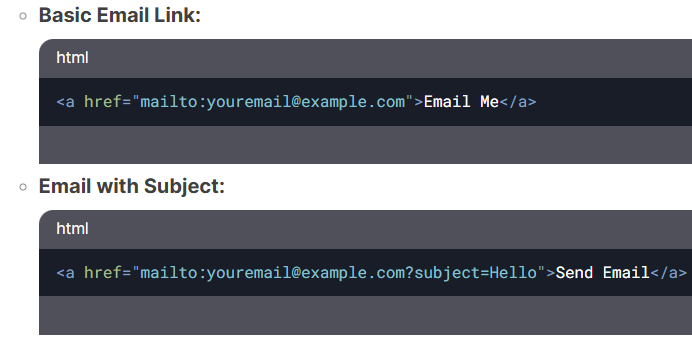 Basic Email Link:
html
<a href="mailto:youremail@example.com">Email Me</a>
Email with Subject:
html
<a href="mailto:youremail@example.com?subject=Hello">Send Email</a>